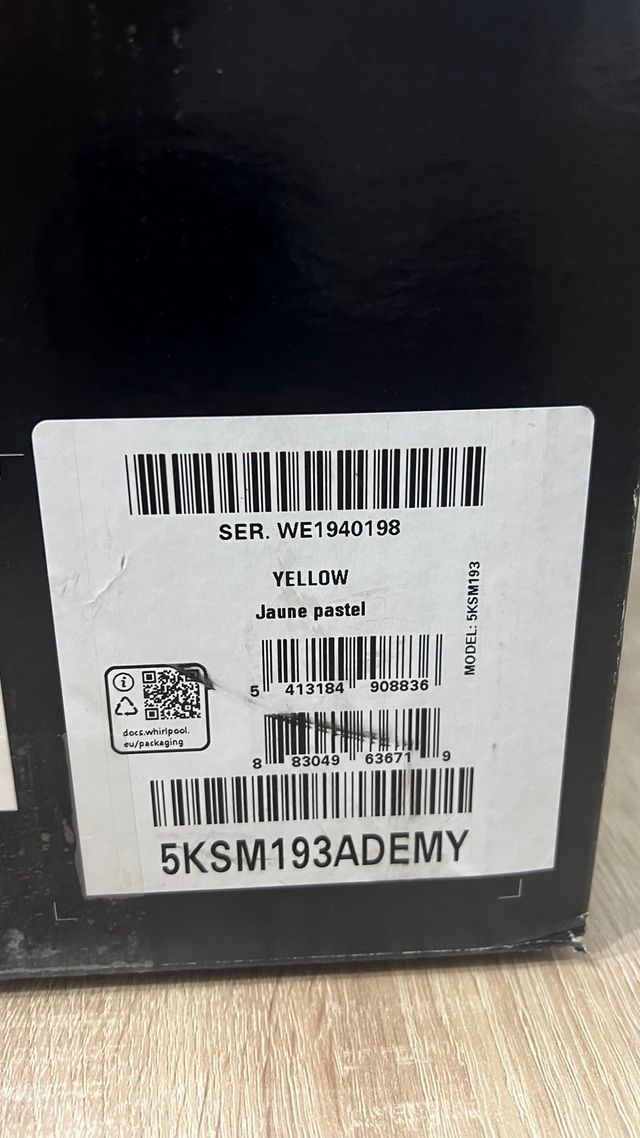 SER. WE1940198
YELLOW
Jaune pastel
MODEL: 5KSM193
5 413184 908836
i
docs.whirlpool.
eu/packaging
8 83049 63671 9
5KSM193ADEMY